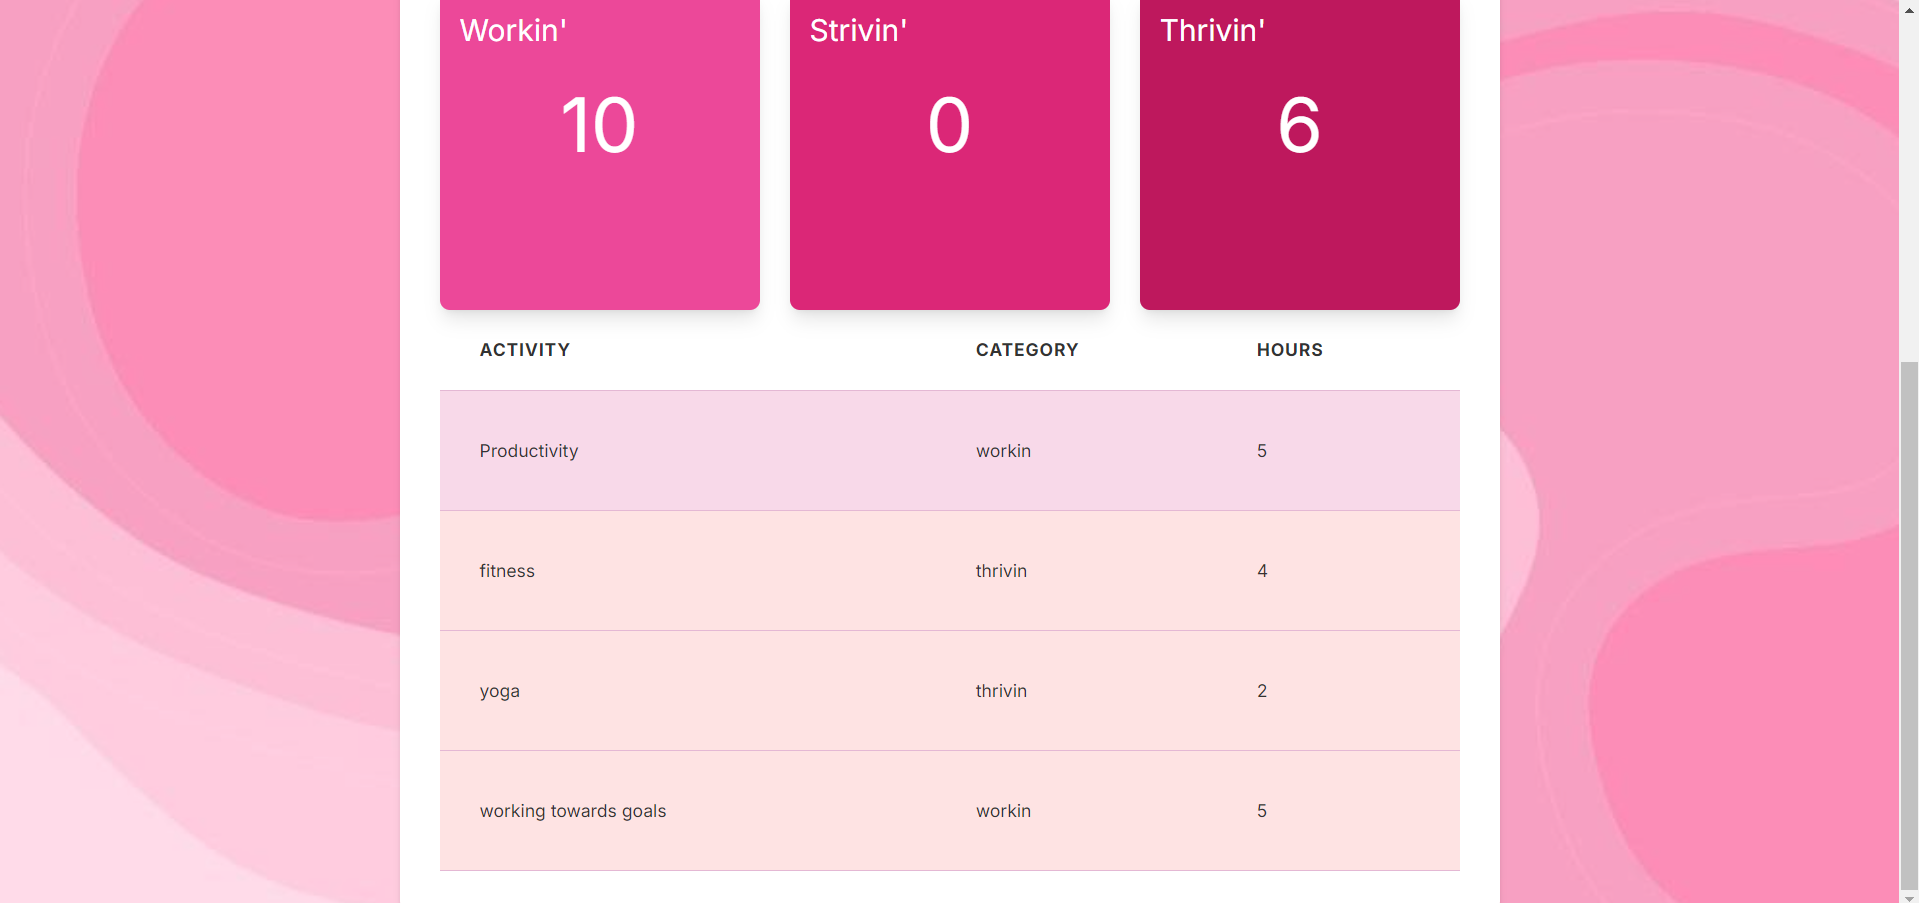 Workin' Strivin' Thrivin'
10 0 6
ACTIVITY CATEGORY HOURS
Productivity workin 5
fitness thrivin 4
yoga thrivin 2
working towards goals workin 5